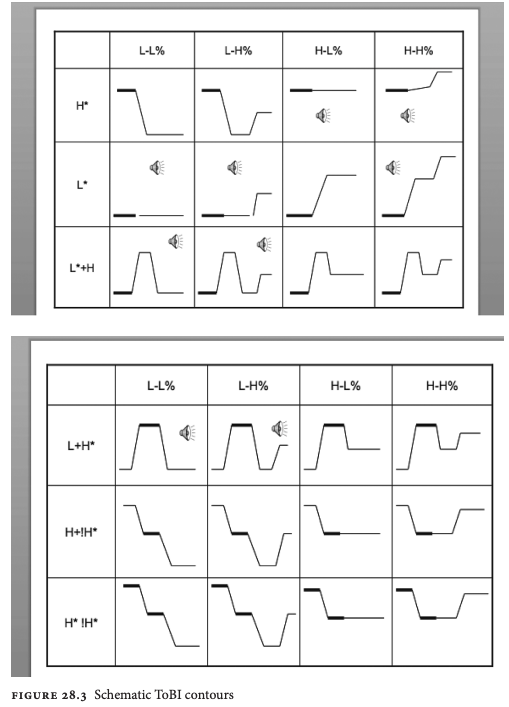 L-L% L-H% H-L% H-H%
H*
L*
L*+H
L-L% L-H% H-L% H-H%
L+H*
H+!H*
H* !H*
FIGURE 28.3 Schematic ToBI contours